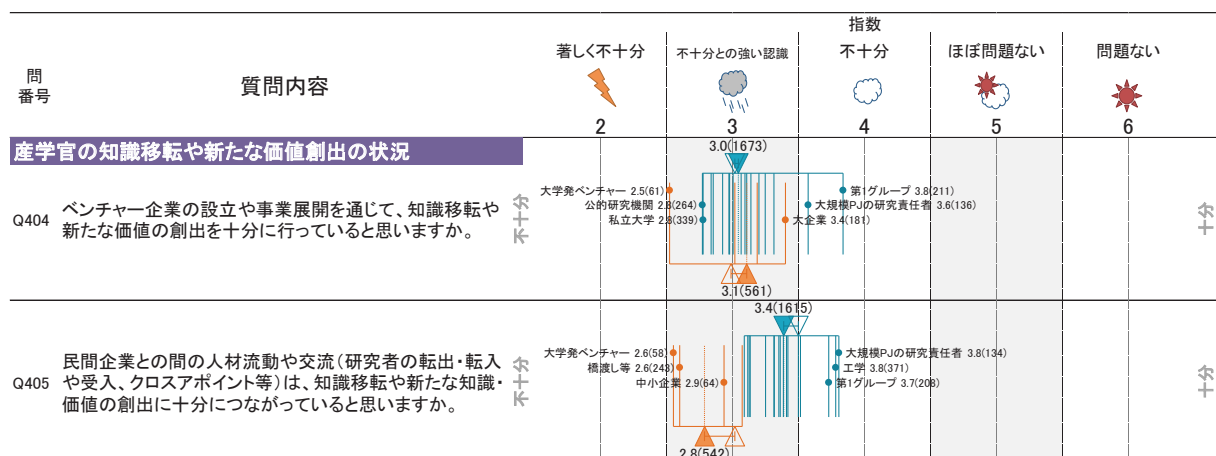 指数
問
番号
質問内容
著しく不十分
不十分との強い認識
不十分
ほぼ問題ない
問題ない
2
3
4
5
6
産学官の知識移転や新たな価値創出の状況
Q404
ベンチャー企業の設立や事業展開を通じて、知識移転や
新たな価値の創出を十分に行っていると思いますか。
不十分
3.0(1673)
大学発ベンチャー 2.5(61)
公的研究機関 2.8(264)
私立大学 2.8(339)
第1グループ 3.8(211)
大規模PJの研究責任者 3.6(136)
大企業 3.4(181)
3.1(561)
十分
Q405
民間企業との間の人材流動や交流(研究者の転出・転入
や受入、クロスアポイント等)は、知識移転や新たな知識・
価値の創出に十分につながっていると思いますか。
不十分
3.4(1615)
大学発ベンチャー 2.6(58)
橋渡し等 2.6(243)
中小企業 2.9(64)
大規模PJの研究責任者 3.8(134)
工学 3.8(371)
第1グループ 3.7(208)
2.8(542)
十分